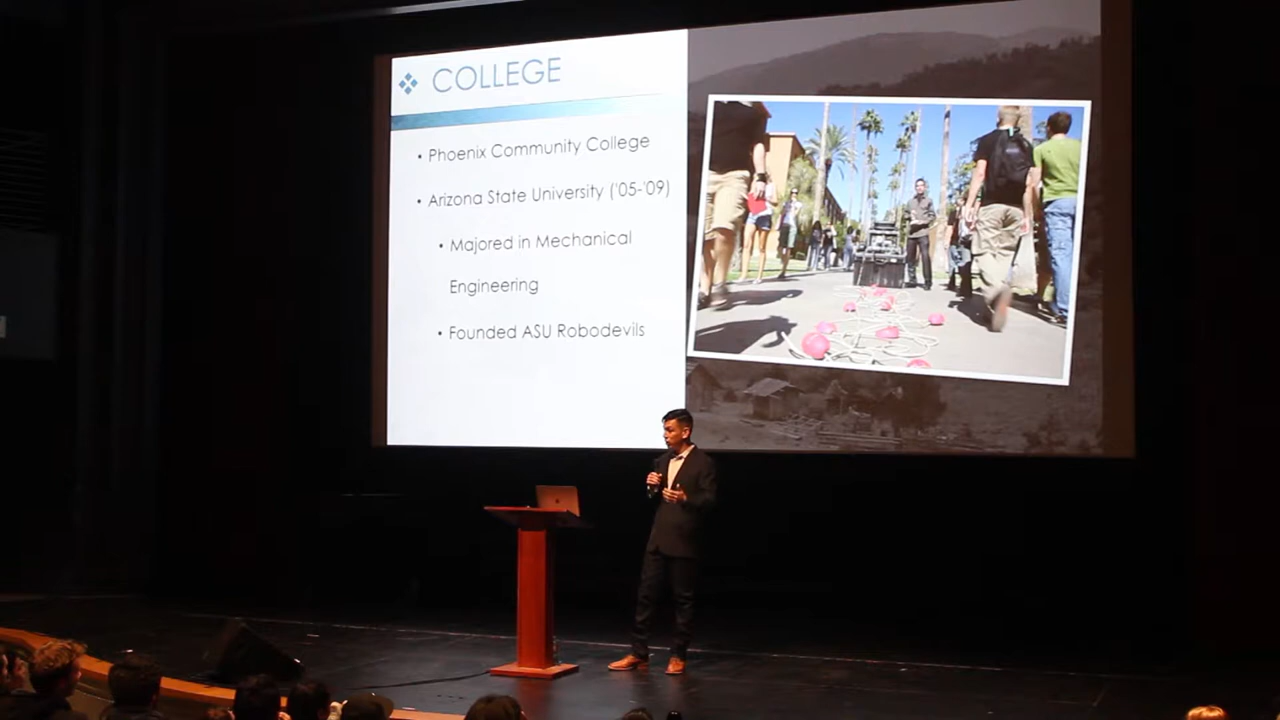 COLLEGE
• Phoenix Community College
• Arizona State University ('05-'09)
• Majored in Mechanical
Engineering
• Founded ASU Robodevils